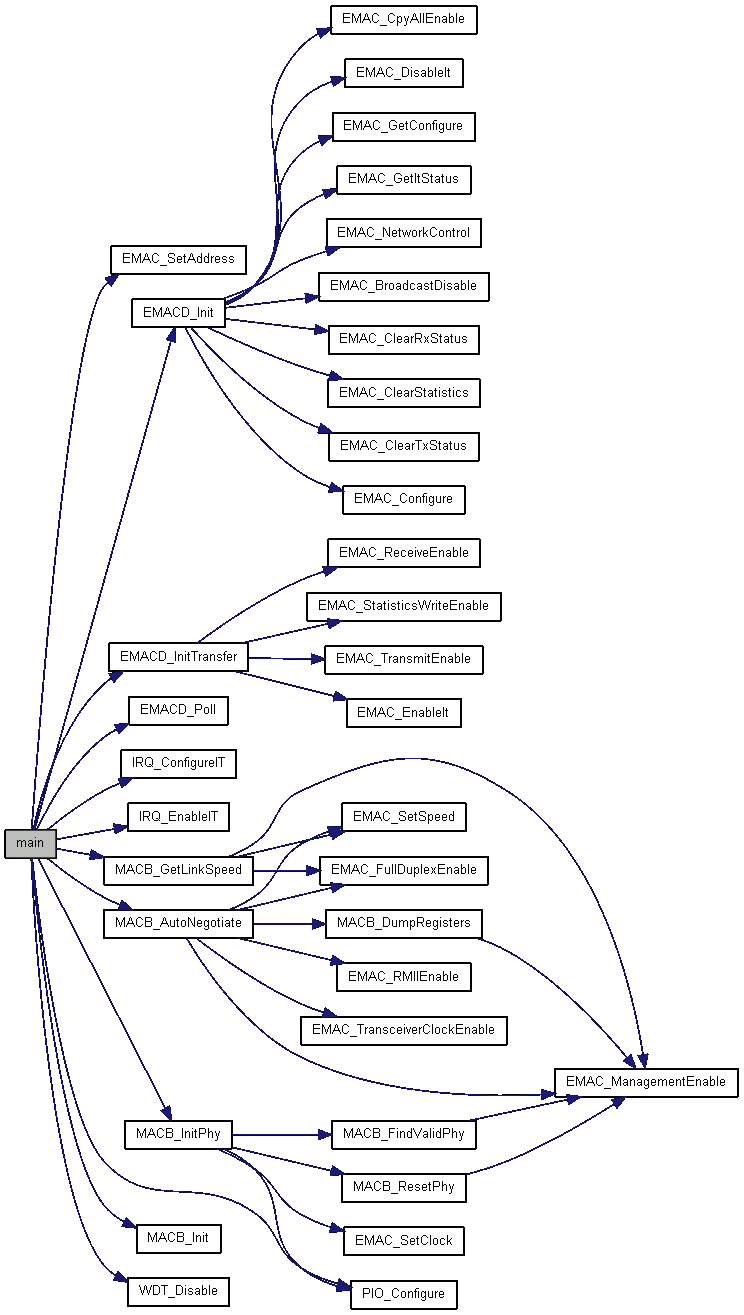 EMAC_CpyAllEnable
EMAC_DisableIt
EMAC_GetConfigure
EMAC_GetItStatus
EMAC_NetworkControl
EMAC_SetAddress
EMAC_BroadcastDisable
EMACD_Init
EMAC_ClearRxStatus
EMAC_ClearStatistics
EMAC_ClearTxStatus
EMAC_Configure
EMAC_ReceiveEnable
EMAC_StatisticsWriteEnable
EMACD_InitTransfer
EMAC_TransmitEnable
EMACD_Poll
EMAC_EnableIt
IRQ_ConfigureIT
IRQ_EnableIT
EMAC_SetSpeed
main
MACB_GetLinkSpeed
EMAC_FullDuplexEnable
MACB_AutoNegotiate
MACB_DumpRegisters
EMAC_RMIIEnable
EMAC_TransceiverClockEnable
EMAC_ManagementEnable
MACB_InitPhy
MACB_FindValidPhy
MACB_ResetPhy
MACB_Init
EMAC_SetClock
WDT_Disable
PIO_Configure